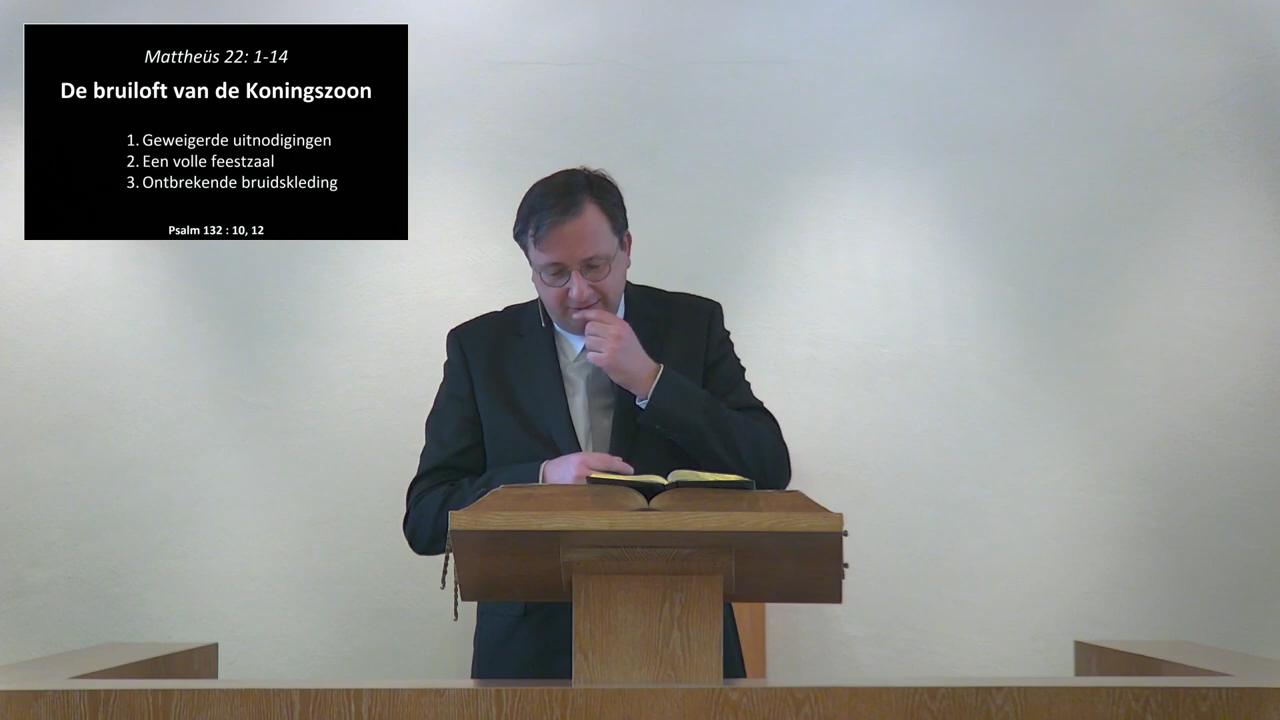 Mattheüs 22: 1-14
De bruiloft van de Koningszoon
1. Geweigerde uitnodigingen
2. Een volle feestzaal
3. Ontbrekende bruidskleding
Psalm 132 : 10, 12